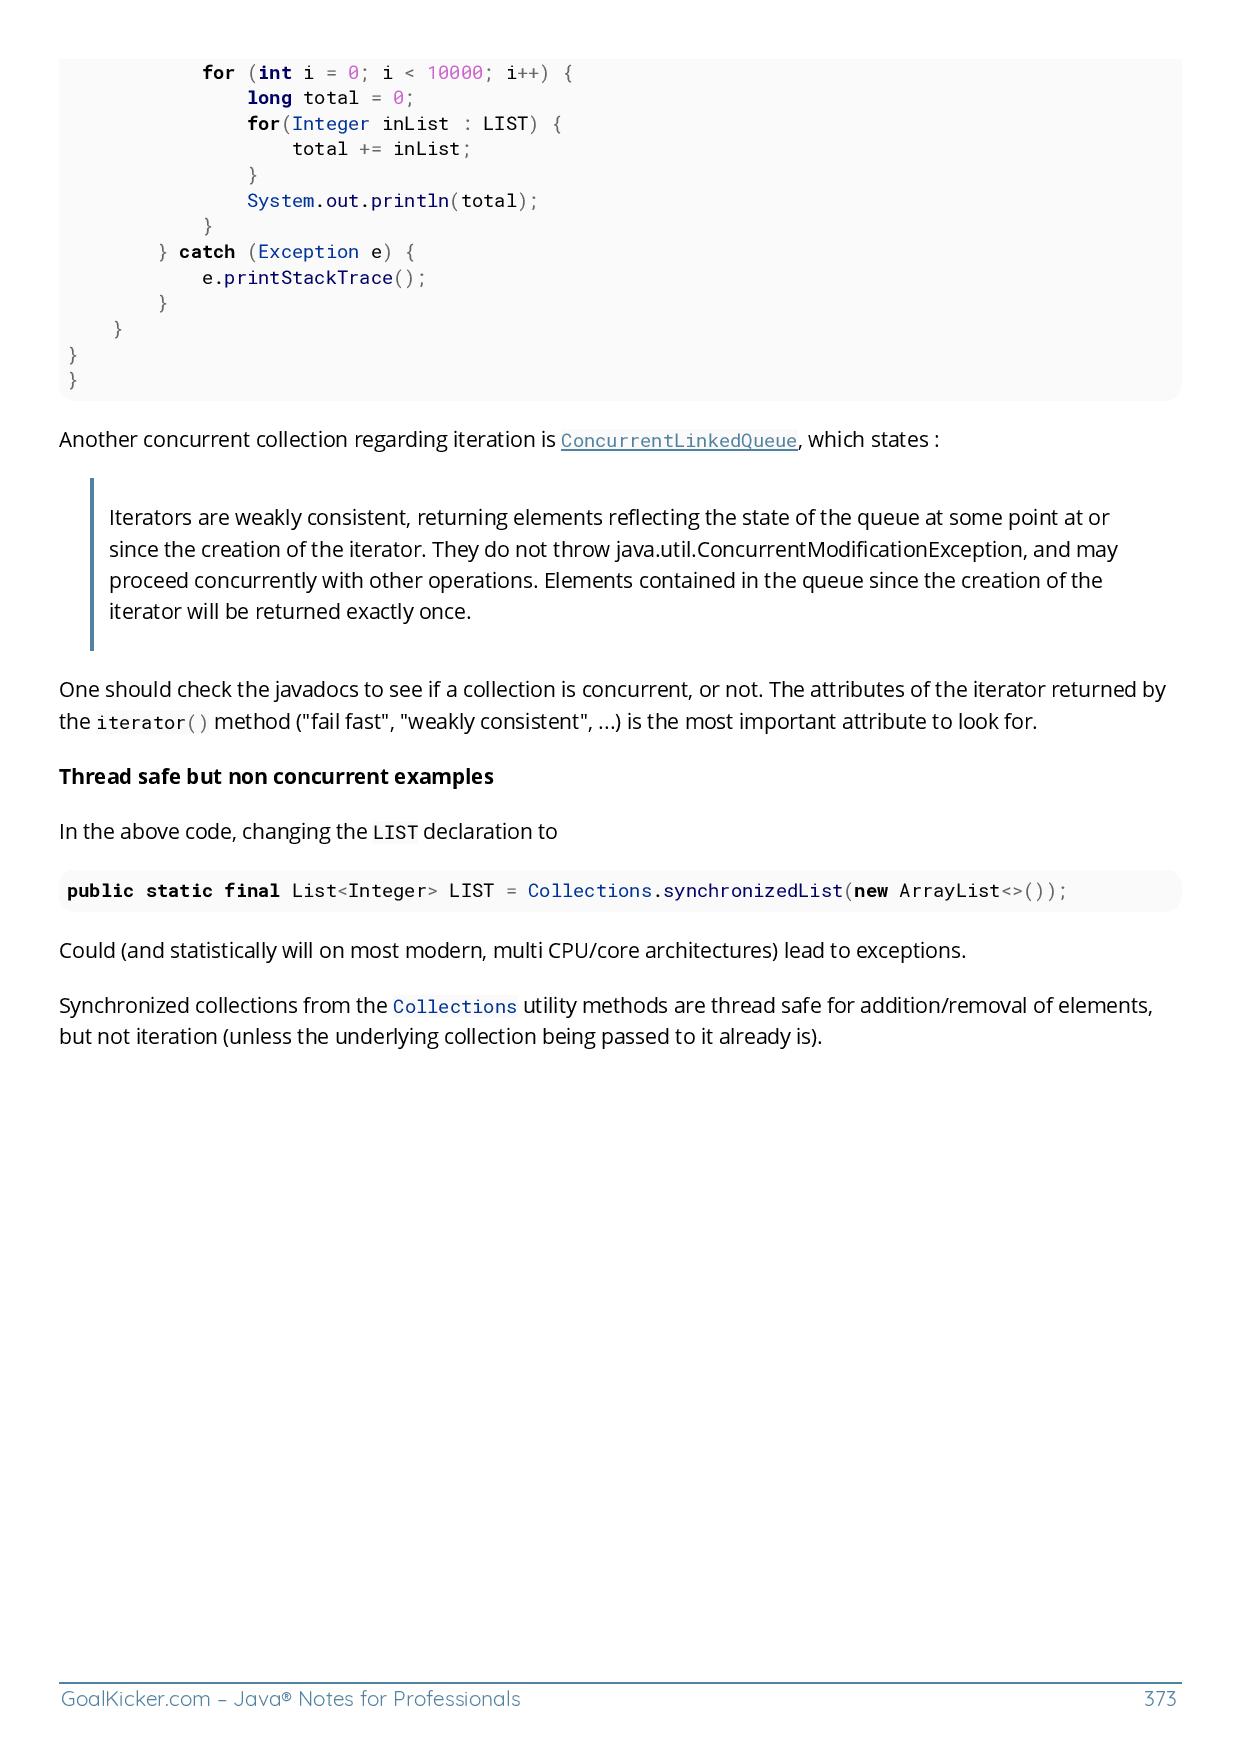 for (int i = 0; i < 10000; i++) {
                long total = 0;
                for(Integer inList : LIST) {
                    total += inList;
                }
                System.out.println(total);
            }
        } catch (Exception e) {
            e.printStackTrace();
        }
    }
}
}
Another concurrent collection regarding iteration is ConcurrentLinkedQueue, which states :
Iterators are weakly consistent, returning elements reflecting the state of the queue at some point at or
since the creation of the iterator. They do not throw java.util.ConcurrentModificationException, and may
proceed concurrently with other operations. Elements contained in the queue since the creation of the
iterator will be returned exactly once.
One should check the javadocs to see if a collection is concurrent, or not. The attributes of the iterator returned by
the iterator() method ("fail fast", "weakly consistent", ...) is the most important attribute to look for.
Thread safe but non concurrent examples
In the above code, changing the LIST declaration to
public static final List<Integer> LIST = Collections.synchronizedList(new ArrayList<>());
Could (and statistically will on most modern, multi CPU/core architectures) lead to exceptions.
Synchronized collections from the Collections utility methods are thread safe for addition/removal of elements,
but not iteration (unless the underlying collection being passed to it already is).
GoalKicker.com – Java® Notes for Professionals 373